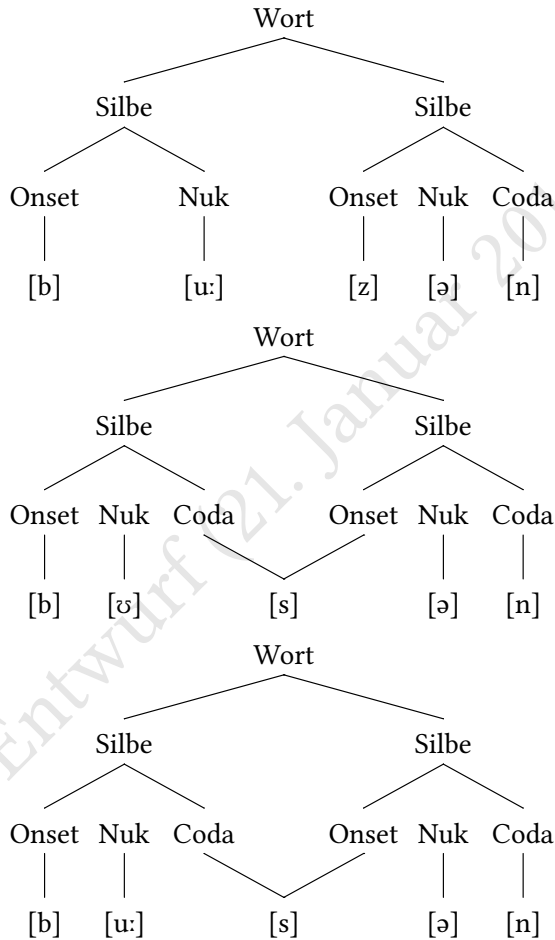 Wort
Silbe Silbe
Onset Nuk Onset Nuk Coda
[b] [uː] [z] [ə] [n]
Wort
Silbe Silbe
Onset Nuk Coda Onset Nuk Coda
[b] [ʊ] [s] [ə] [n]
Wort
Silbe Silbe
Onset Nuk Coda Onset Nuk Coda
[b] [uː] [s] [ə] [n]
Entwurf (21. Januar